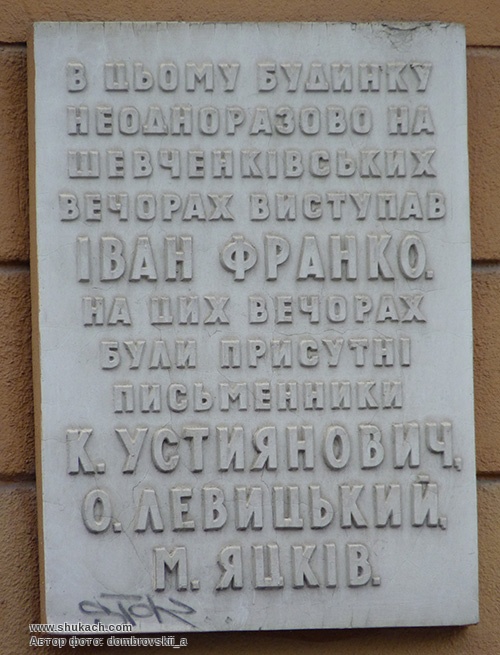 В ЦЬОМУ БУДИНКУ
НЕОДНОРАЗОВО НА
ШЕВЧЕНКІВСЬКИХ
ВЕЧОРАХ ВИСТУПАВ
ІВАН ФРАНКО.
НА ЦИХ ВЕЧОРАХ
БУЛИ ПРИСУТНІ
ПИСЬМЕННИКИ
К. УСТИЯНОВИЧ,
О. ЛЕВИЦЬКИЙ,
М. ЯЦКІВ.
www.shukach.com
Автор фото: dombrovskii_a